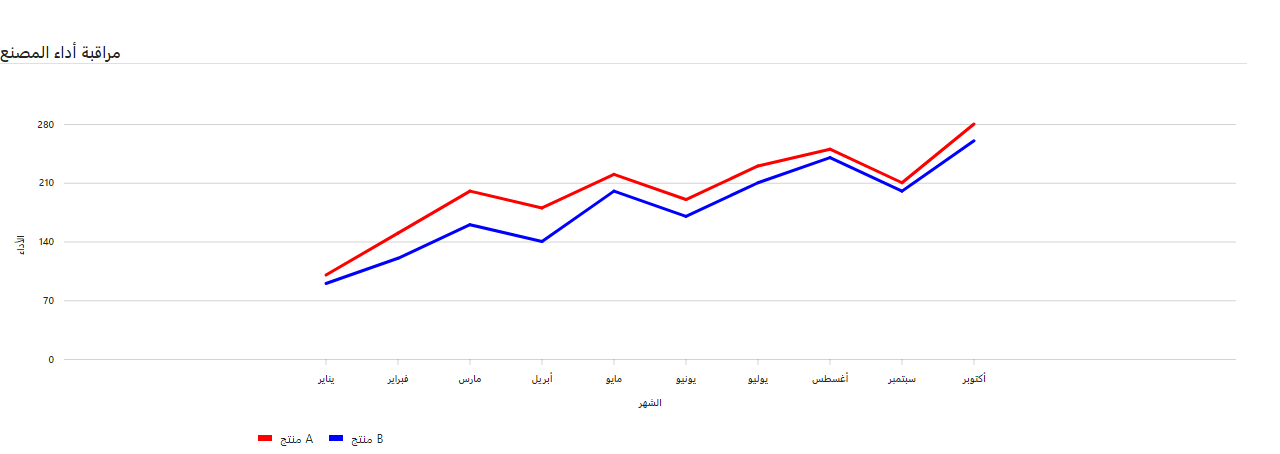 مراقبة أداء المصنع
280
210
140
70
0
الأداء
يناير فبراير مارس أبريل مايو يونيو يوليو أغسطس سبتمبر أكتوبر
الشهر
منتج A منتج B